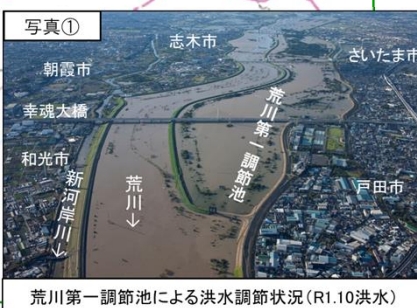 写真①
志木市
さいたま市
朝霞市
幸魂大橋
和光市
新河岸川→
荒川→
荒川第一調節池
戸田市
荒川第一調節池による洪水調節状況(R1.10洪水)